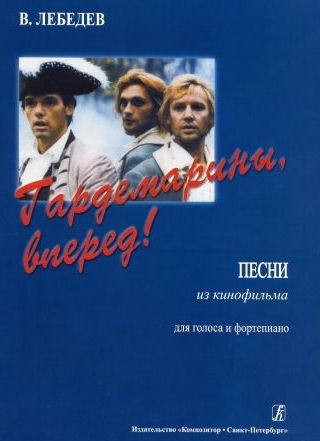 В. ЛЕБЕДЕВ
Гардемарины,
вперед!
ПЕСНИ
из кинофильма
для голоса и фортепиано
Издательство «Композитор • Санкт-Петербург»